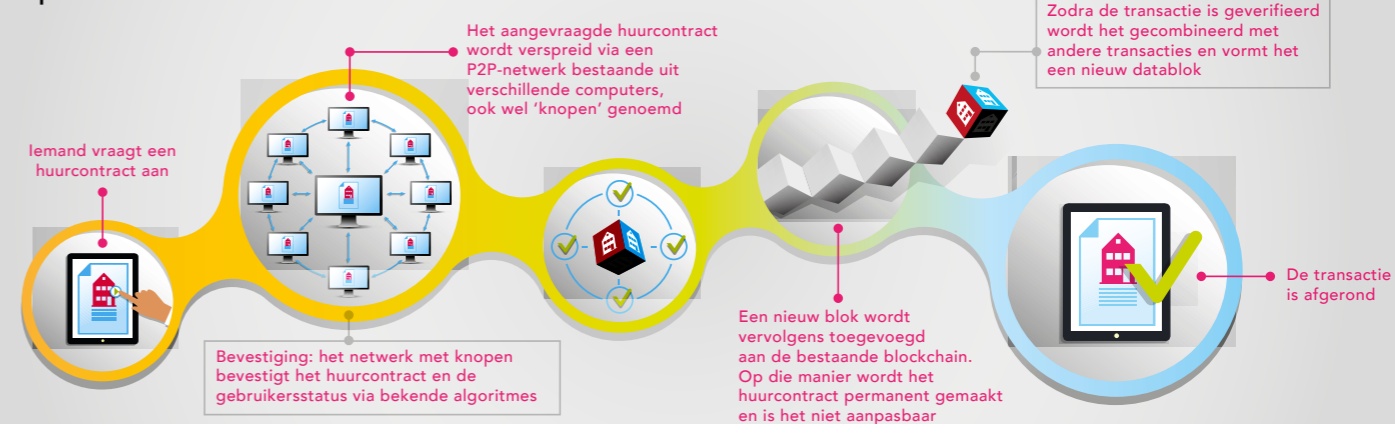 Iemand vraagt een
huurcontract aan
Het aangevraagde huurcontract
wordt verspreid via een
P2P-netwerk bestaande uit
verschillende computers,
ook wel ‘knopen’ genoemd
Bevestiging: het netwerk met knopen
bevestigt het huurcontract en de
gebruikersstatus via bekende algoritmes
Zodra de transactie is geverifieerd
wordt het gecombineerd met
andere transacties en vormt het
een nieuw datablok
Een nieuw blok wordt
vervolgens toegevoegd
aan de bestaande blockchain.
Op die manier wordt het
huurcontract permanent gemaakt
en is het niet aanpasbaar
De transactie
is afgerond